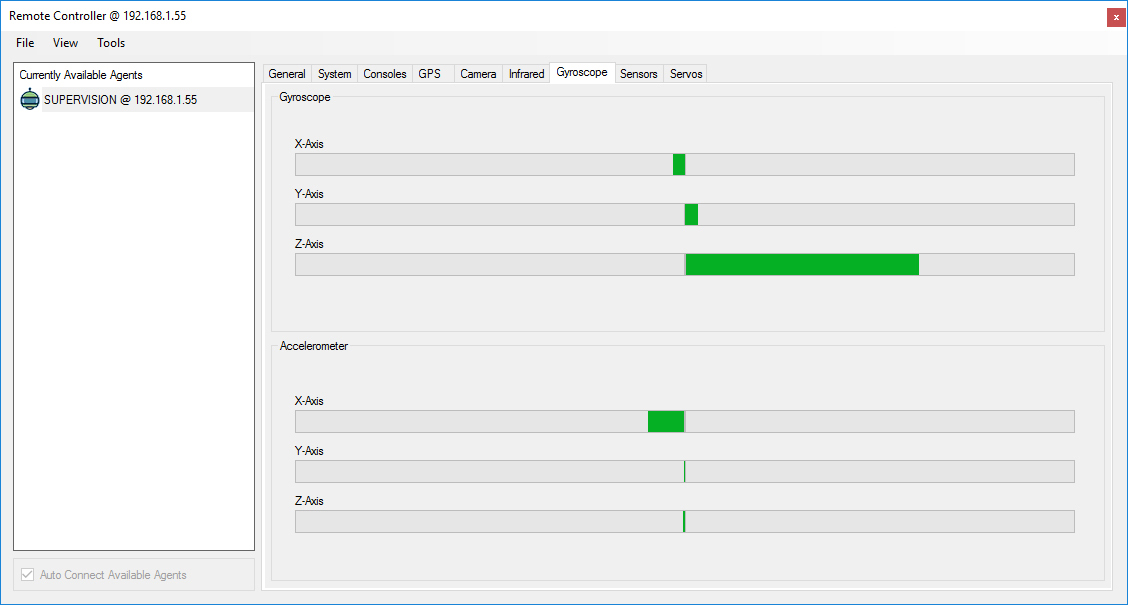 Remote Controller @ 192.168.1.55
x
File View Tools
Currently Available Agents
SUPERVISION @ 192.168.1.55
General System Consoles GPS Camera Infrared Gyroscope Sensors Servos
Gyroscope
X-Axis
Y-Axis
Z-Axis
Accelerometer
X-Axis
Y-Axis
Z-Axis
Auto Connect Available Agents